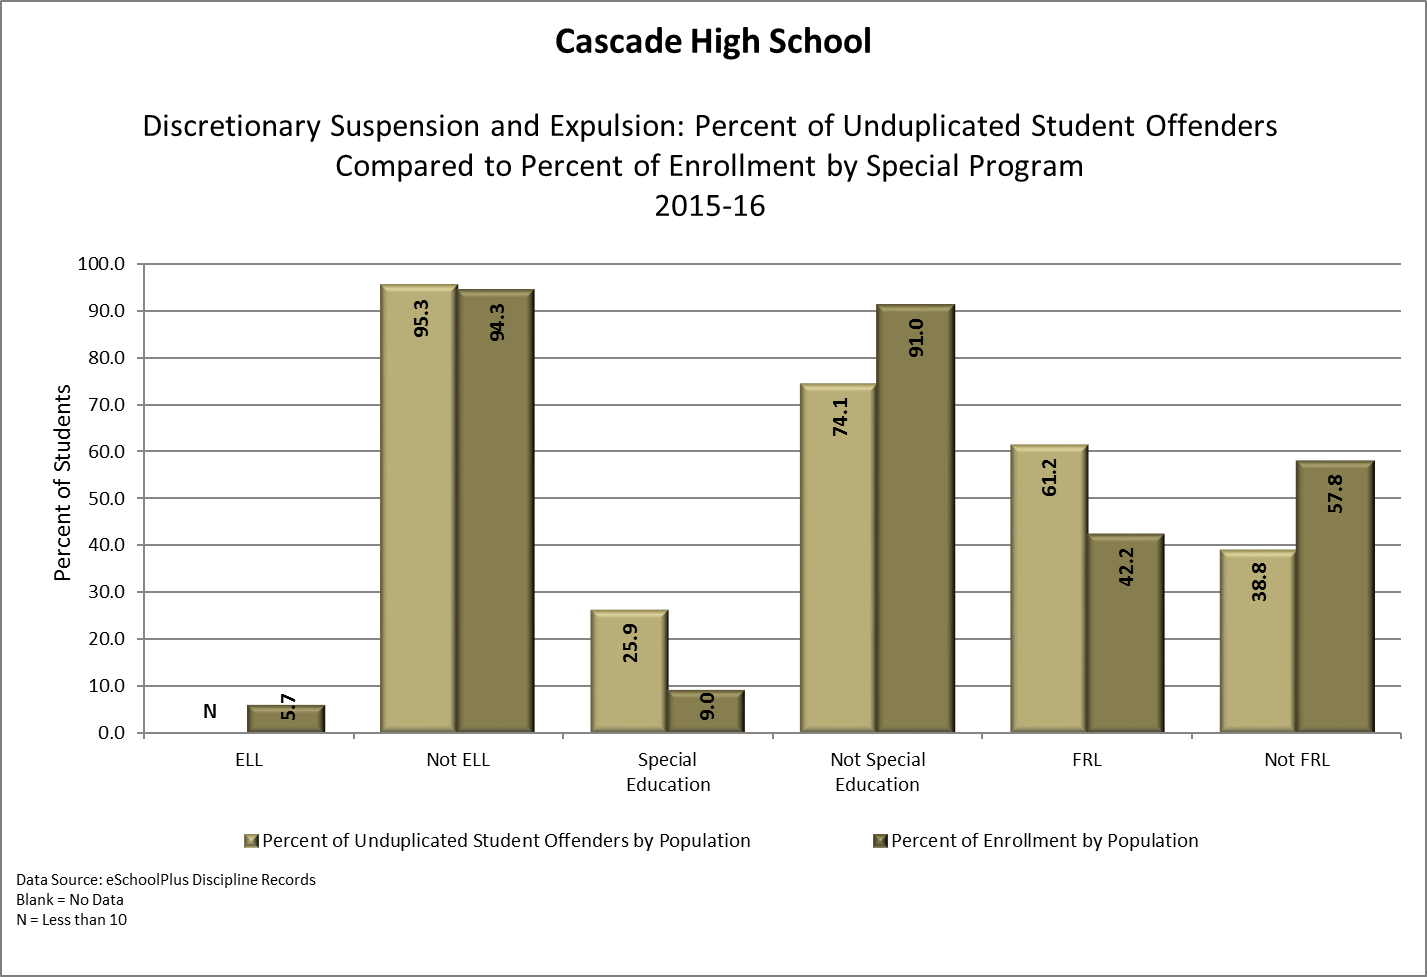 Cascade High School
Discretionary Suspension and Expulsion: Percent of Unduplicated Student Offenders
Compared to Percent of Enrollment by Special Program
2015-16
Percent of Students
100.0
90.0
80.0
70.0
60.0
50.0
40.0
30.0
20.0
10.0
0.0
N
5.7
95.3
94.3
25.9
9.0
74.1
91.0
61.2
42.2
38.8
57.8
ELL
Not ELL
Special
Education
Not Special
Education
FRL
Not FRL
Percent of Unduplicated Student Offenders by Population
Percent of Enrollment by Population
Data Source: eSchoolPlus Discipline Records
Blank = No Data
N = Less than 10